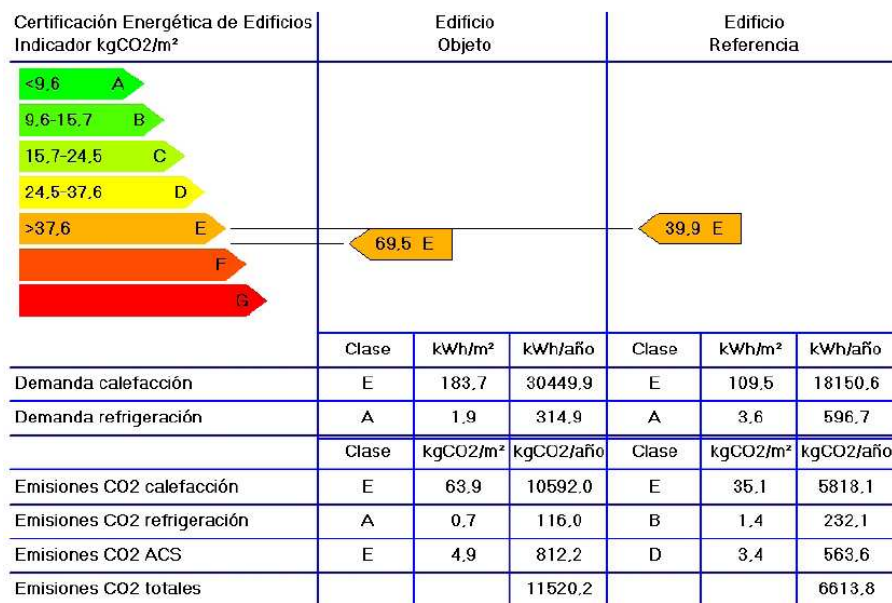 Certificación Energética de Edificios
Indicador kgCO2/m²
Edificio
Objeto
Edificio
Referencia
<9,6 A
9,6-15,7 B
15,7-24,5 C
24,5-37,6 D
>37,6 E
F
G
69,5 E
39,9 E
Clase kWh/m² kWh/año Clase kWh/m² kWh/año
Demanda calefacción E 183,7 30449,9 E 109,5 18150,6
Demanda refrigeración A 1,9 314,9 A 3,6 596,7
Clase kgCO2/m² kgCO2/año Clase kgCO2/m² kgCO2/año
Emisiones CO2 calefacción E 63,9 10592,0 E 35,1 5818,1
Emisiones CO2 refrigeración A 0,7 116,0 B 1,4 232,1
Emisiones CO2 ACS E 4,9 812,2 D 3,4 563,6
Emisiones CO2 totales 11520,2 6613,8